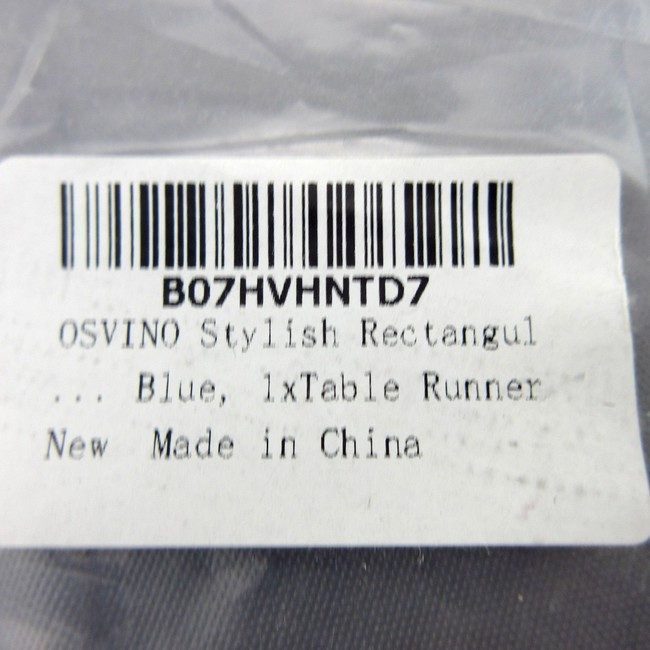 B07HVHNTD7
OSVINO Stylish Rectangul
... Blue, 1xTable Runner
New Made in China